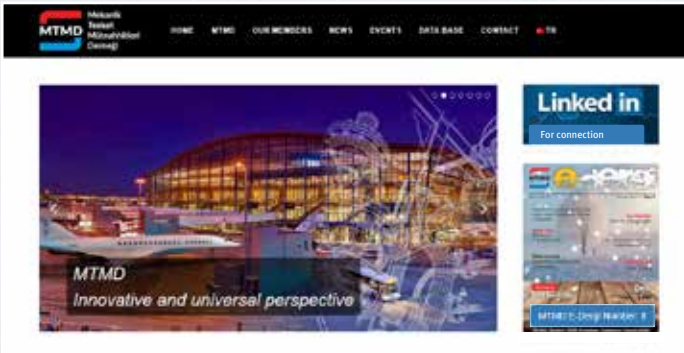 MTMD
Mekanik
Tesisat
Müteahhitleri
Derneği
HOME MTMD OUR MEMBERS NEWS EVENTS DATA BASE CONTACT TR
Linked in
For connection
MTMD
Innovative and universal perspective
MTMD E-Dergi Number: 8